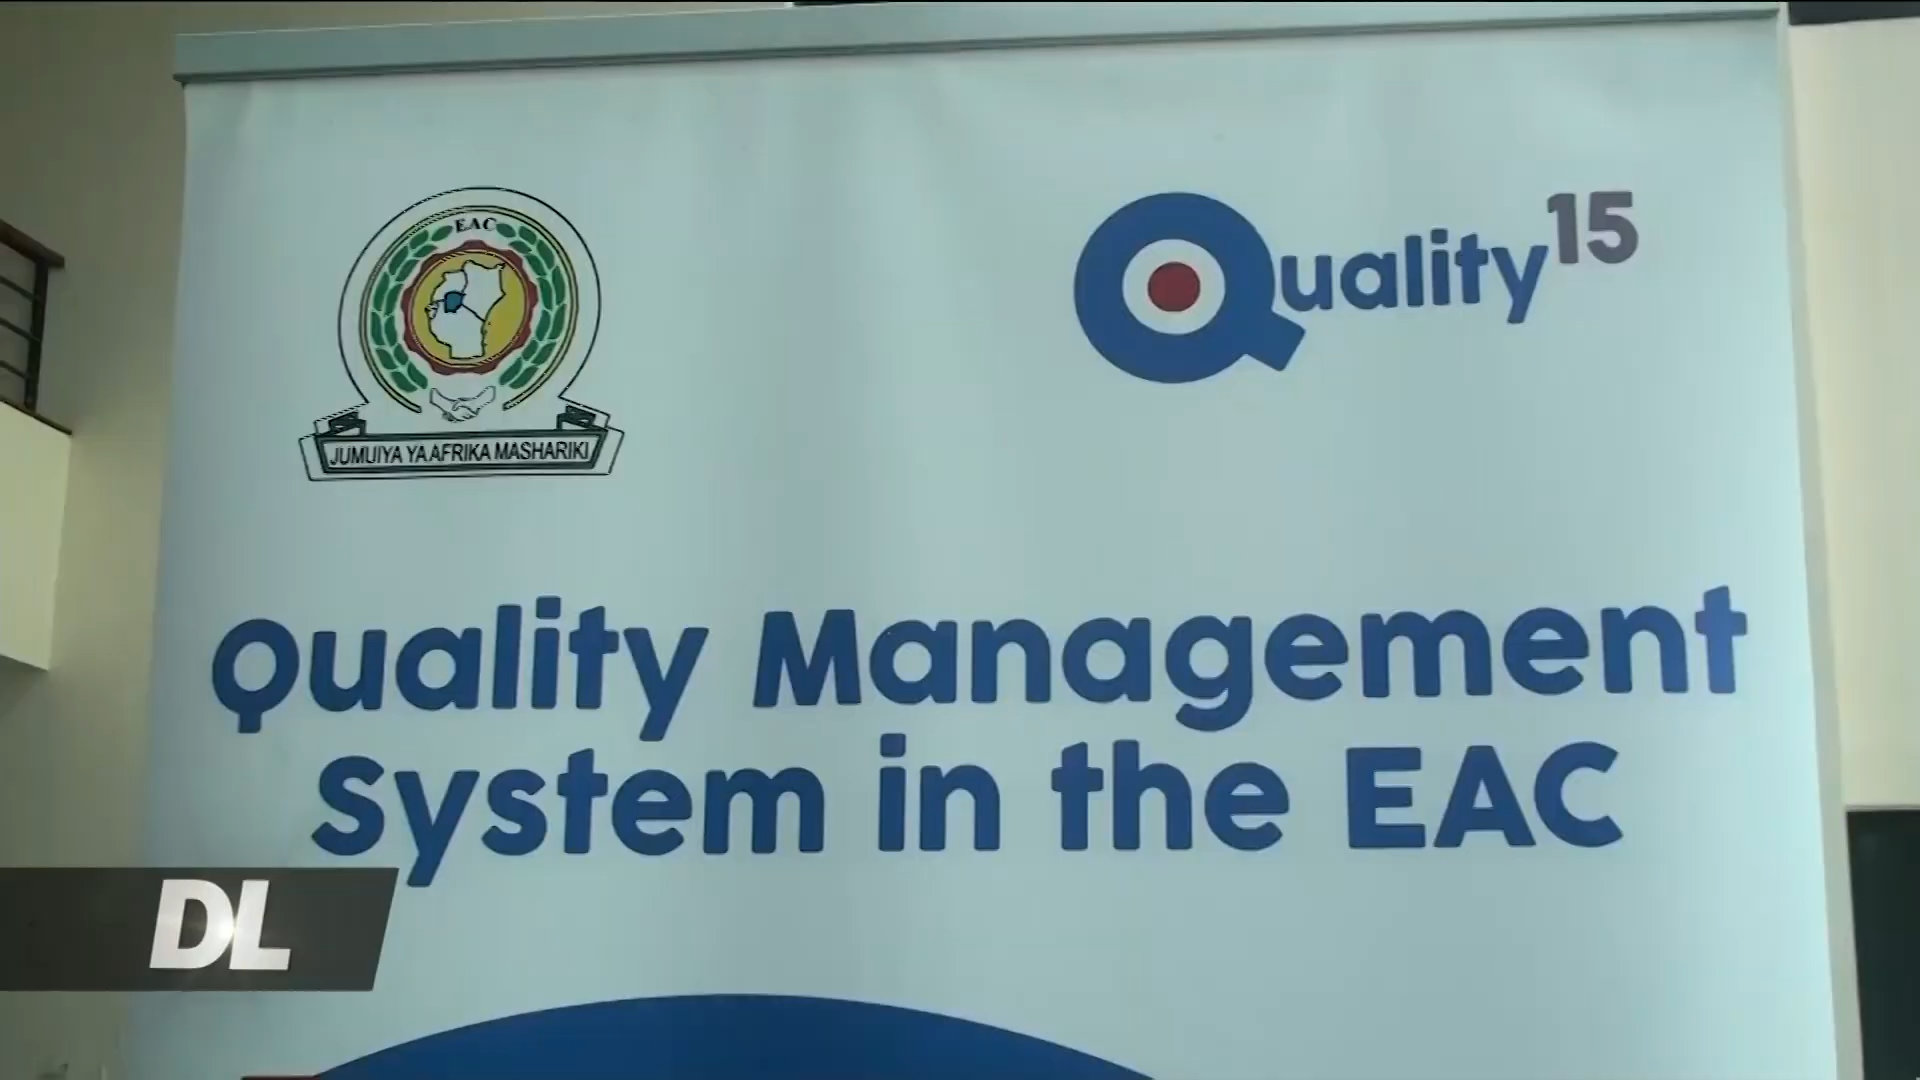 EAC
JUMUIYA YA AFRIKA MASHARIKI
Quality15
Quality Management
System in the EAC
DL